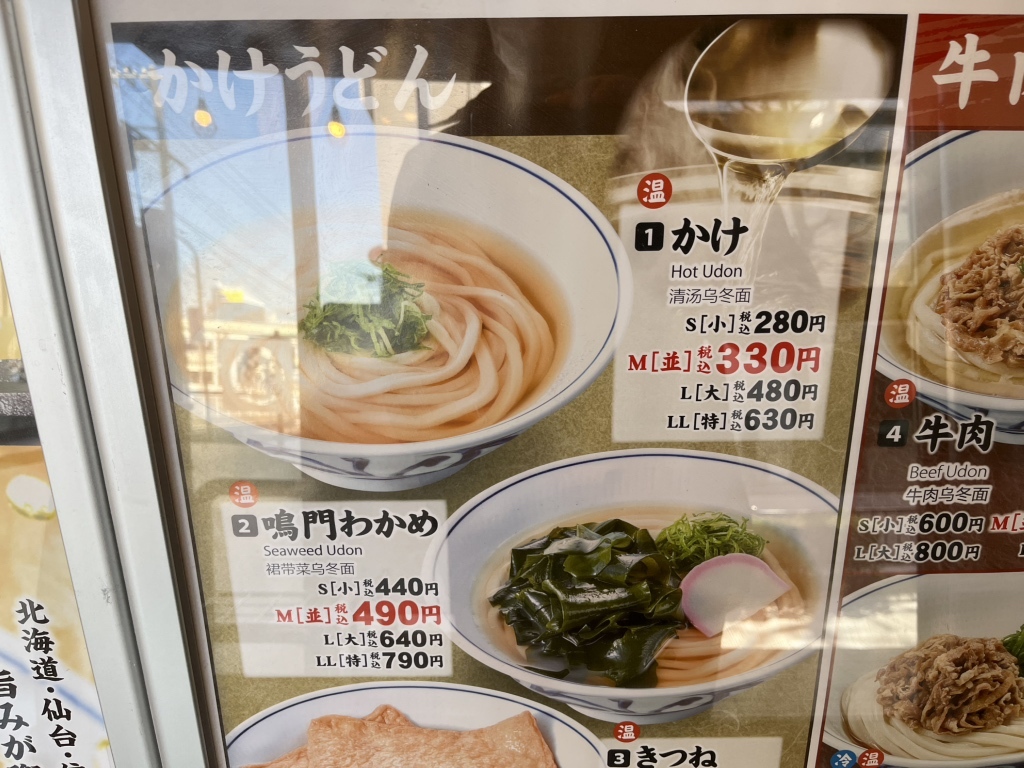 かけうどん
温
1 かけ
Hot Udon
清汤乌冬面
S[小]税込280円
M[並]税込330円
L[大]税込480円
LL[特]税込630円
温
2 鳴門わかめ
Seaweed Udon
裙带菜乌冬面
S[小]税込440円
M[並]税込490円
L[大]税込640円
LL[特]税込790円
温
3 きつね
牛
温
4 牛肉
Beef Udon
牛肉乌冬面
S[小]税込600円 M[
L[大]税込800円
冷 温
北海道・仙台・
旨みが